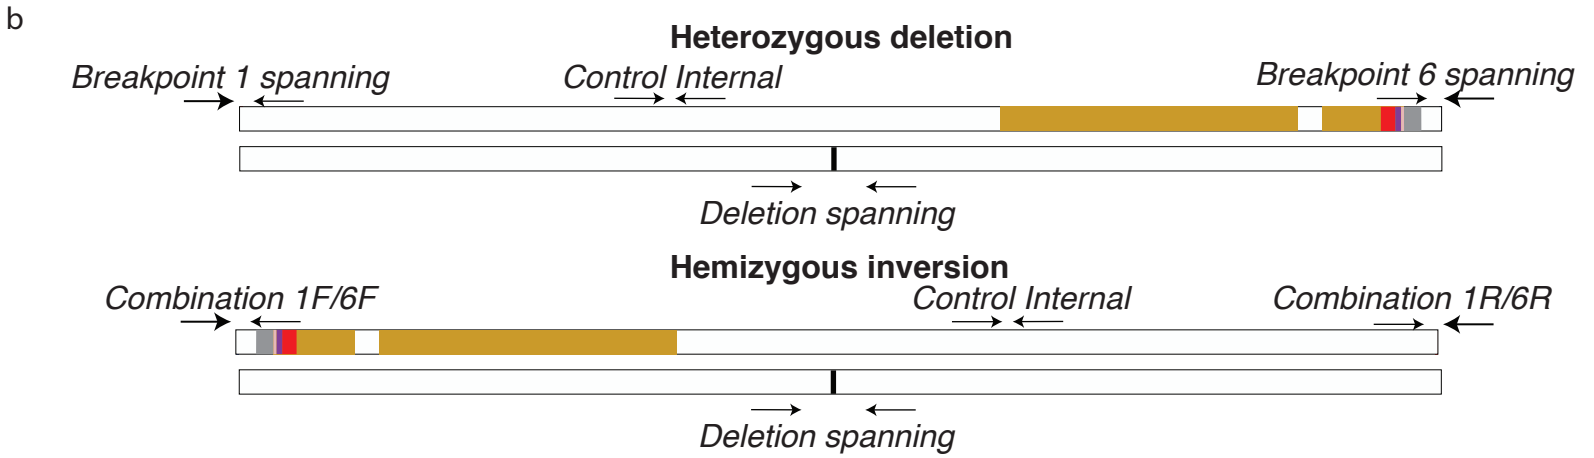 b
Heterozygous deletion
Breakpoint 1 spanning
Control Internal
Breakpoint 6 spanning
Deletion spanning
Hemizygous inversion
Combination 1F/6F
Control Internal
Combination 1R/6R
Deletion spanning